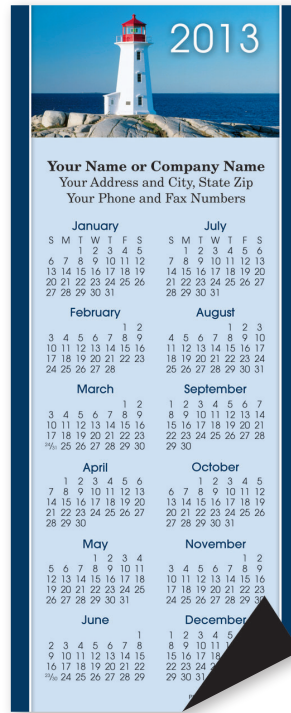 2013
Your Name or Company Name
Your Address and City, State Zip
Your Phone and Fax Numbers
January
S M T W T F S
1 2 3 4 5
6 7 8 9 10 11 12
13 14 15 16 17 18 19
20 21 22 23 24 25 26
27 28 29 30 31
February
1 2
3 4 5 6 7 8 9
10 11 12 13 14 15 16
17 18 19 20 21 22 23
24 25 26 27 28
March
1 2
3 4 5 6 7 8 9
10 11 12 13 14 15 16
17 18 19 20 21 22 23
24/31 25 26 27 28 29 30
April
1 2 3 4 5 6
7 8 9 10 11 12 13
14 15 16 17 18 19 20
21 22 23 24 25 26 27
28 29 30
May
1 2 3 4
5 6 7 8 9 10 11
12 13 14 15 16 17 18
19 20 21 22 23 24 25
26 27 28 29 30 31
June
1
2 3 4 5 6 7 8
9 10 11 12 13 14 15
16 17 18 19 20 21 22
23/30 24 25 26 27 28 29
July
S M T W T F S
1 2 3 4 5 6
7 8 9 10 11 12 13
14 15 16 17 18 19 20
21 22 23 24 25 26 27
28 29 30 31
August
1 2 3
4 5 6 7 8 9 10
11 12 13 14 15 16 17
18 19 20 21 22 23 24
25 26 27 28 29 30 31
September
1 2 3 4 5 6 7
8 9 10 11 12 13 14
15 16 17 18 19 20 21
22 23 24 25 26 27 28
29 30
October
1 2 3 4 5
6 7 8 9 10 11 12
13 14 15 16 17 18 19
20 21 22 23 24 25 26
27 28 29 30 31
November
1 2
3 4 5 6 7 8 9
10 11 12 13 14 15 16
17 18 19 20 21 22 23
24 25 26 27 28 29 30
December
1 2 3 4 5
8 9 10 11
15 16 17 18
22 23 24
29 30 31